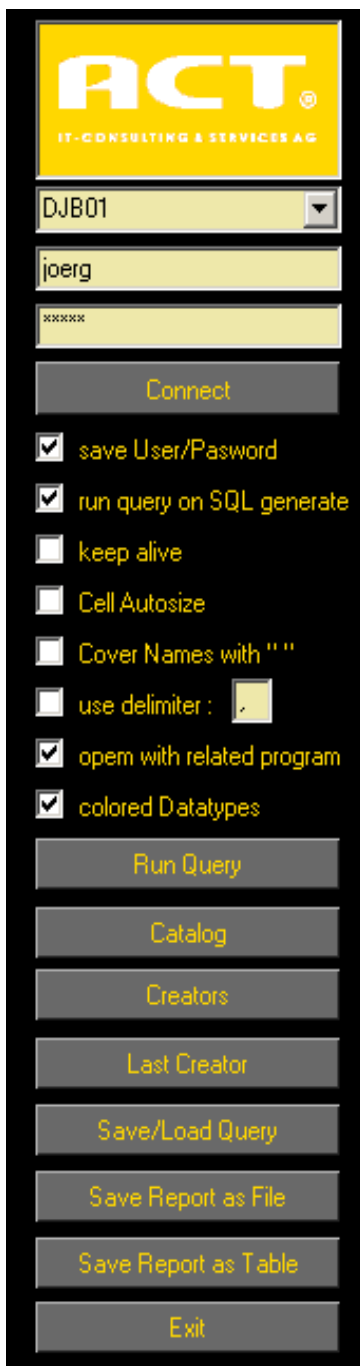 ACT.®
IT-CONSULTING & SERVICES AG
DJB01
joerg
*****
Connect
save User/Pasword
run query on SQL generate
keep alive
Cell Autosize
Cover Names with " "
use delimiter : ,
opem with related program
colored Datatypes
Run Query
Catalog
Creators
Last Creator
Save/Load Query
Save Report as File
Save Report as Table
Exit